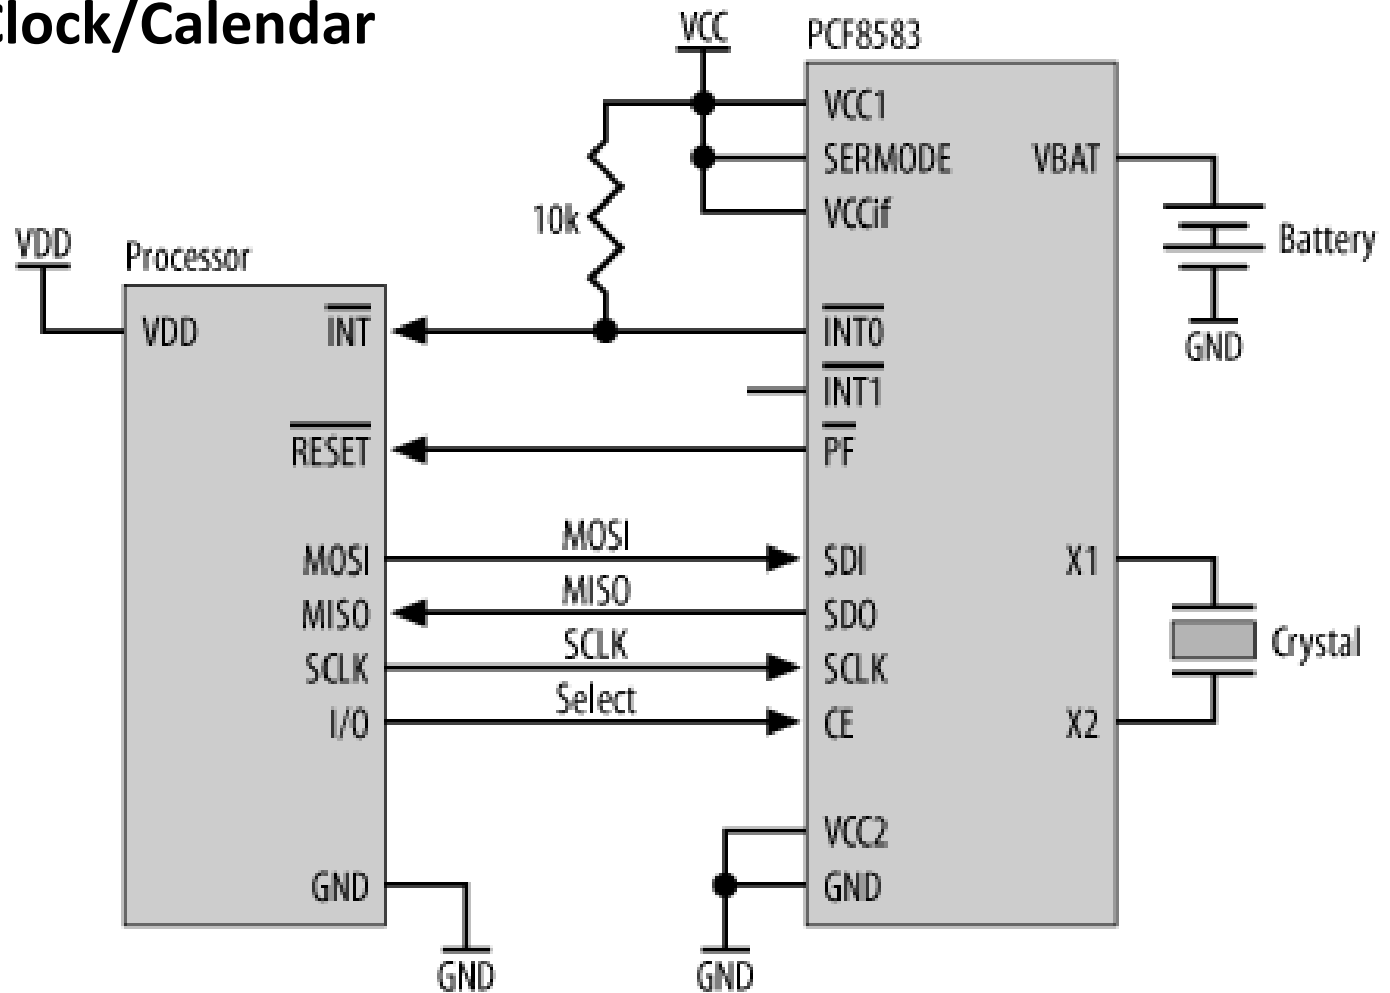 Clock/Calendar
VCC
PCF8583
VCC1
SERMODE
VBAT
VCCif
10k
Battery
VDD
Processor
VDD
INT
INT0
GND
INT1
RESET
PF
MOSI
MOSI
SDI
X1
MISO
MISO
SDO
SCLK
Crystal
SCLK
SCLK
Select
I/O
CE
X2
VCC2
GND
GND
GND
GND